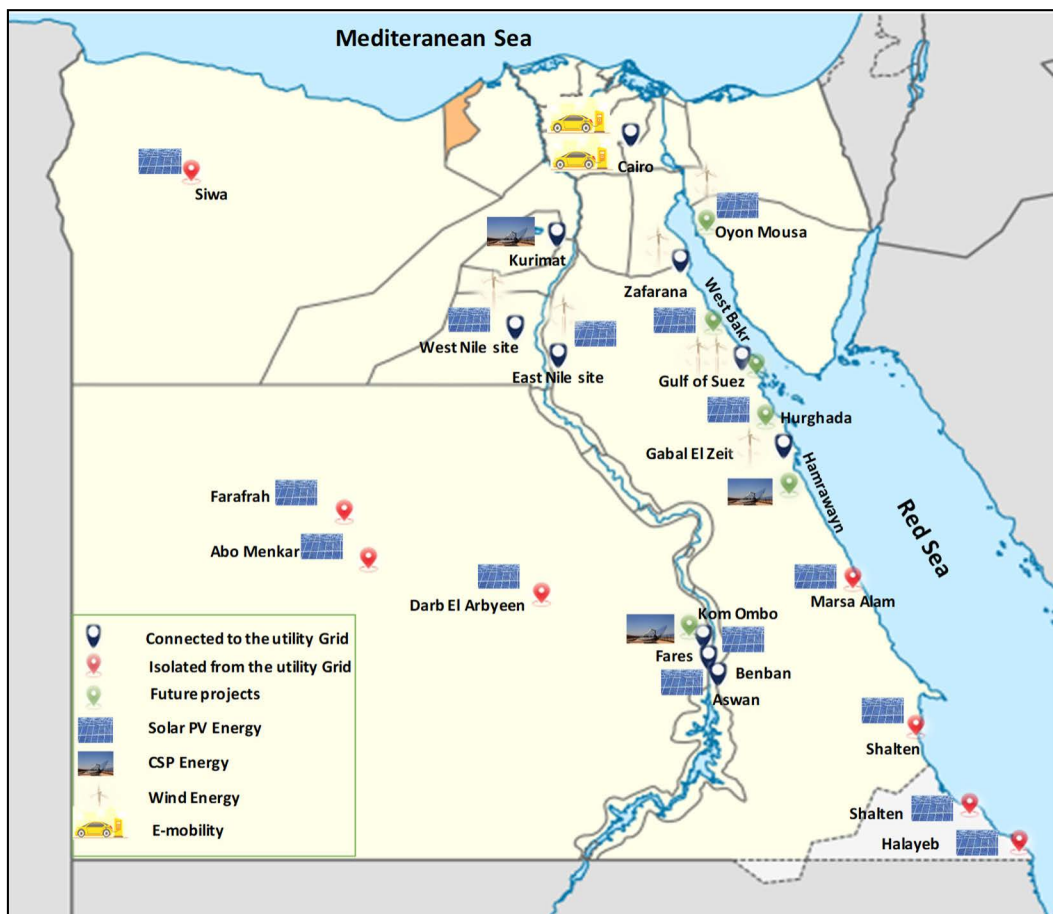 Mediteranean Sea
Cairo
Siwa
Oyon Mousa
Kurimat
Zafarana
West Bakr
West Nile site
East Nile site
Gulf of Suez
Hurghada
Gabal El Zeit
Hamrawayn
Red Sea
Farafrah
Abo Menkar
Darb El Arbyeen
Marsa Alam
Kom Ombo
Fares
Benban
Aswan
Shalten
Shalten
Halayeb
Connected to the utility Grid
Isolated from the utility Grid
Future projects
Solar PV Energy
CSP Energy
Wind Energy
E-mobility